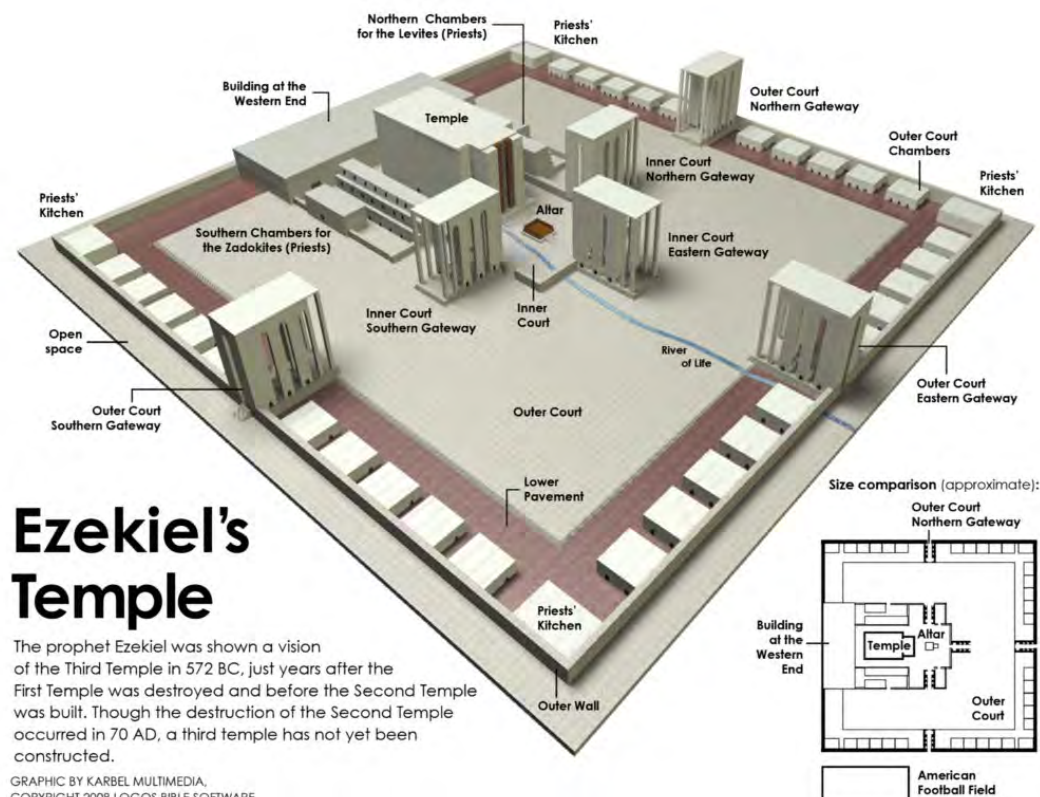 Northern Chambers
for the Levites (Priests)
Priests'
Kitchen
Building at the
Western End
Temple
Outer Court
Northern Gateway
Outer Court
Chambers
Inner Court
Northern Gateway
Priests'
Kitchen
Priests'
Kitchen
Altar
Southern Chambers for
the Zadokites (Priests)
Inner Court
Eastern Gateway
Inner Court
Southern Gateway
Inner
Court
Open
space
River
of Life
Outer Court
Eastern Gateway
Outer Court
Southern Gateway
Outer Court
Lower
Pavement
Priests'
Kitchen
Outer Wall
Ezekiel's
Temple
The prophet Ezekiel was shown a vision
of the Third Temple in 572 BC, just years after the
First Temple was destroyed and before the Second Temple
was built. Though the destruction of the Second Temple
occurred in 70 AD, a third temple has not yet been
constructed.
GRAPHIC BY KARBEL MULTIMEDIA,
COPYRIGHT 2008 LOGOS BIBLE SOFTWARE
Size comparison (approximate):
Outer Court
Northern Gateway
Building
at the
Western
End
Temple
Altar
Outer
Court
American
Football Field